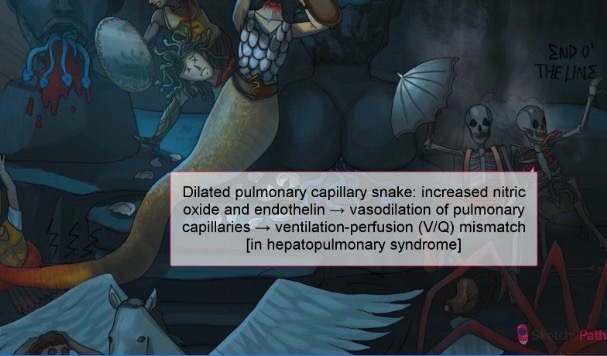 END O'
THE LINE
Dilated pulmonary capillary snake: increased nitric
oxide and endothelin → vasodilation of pulmonary
capillaries → ventilation-perfusion (V/Q) mismatch
[in hepatopulmonary syndrome]
SketchyPath